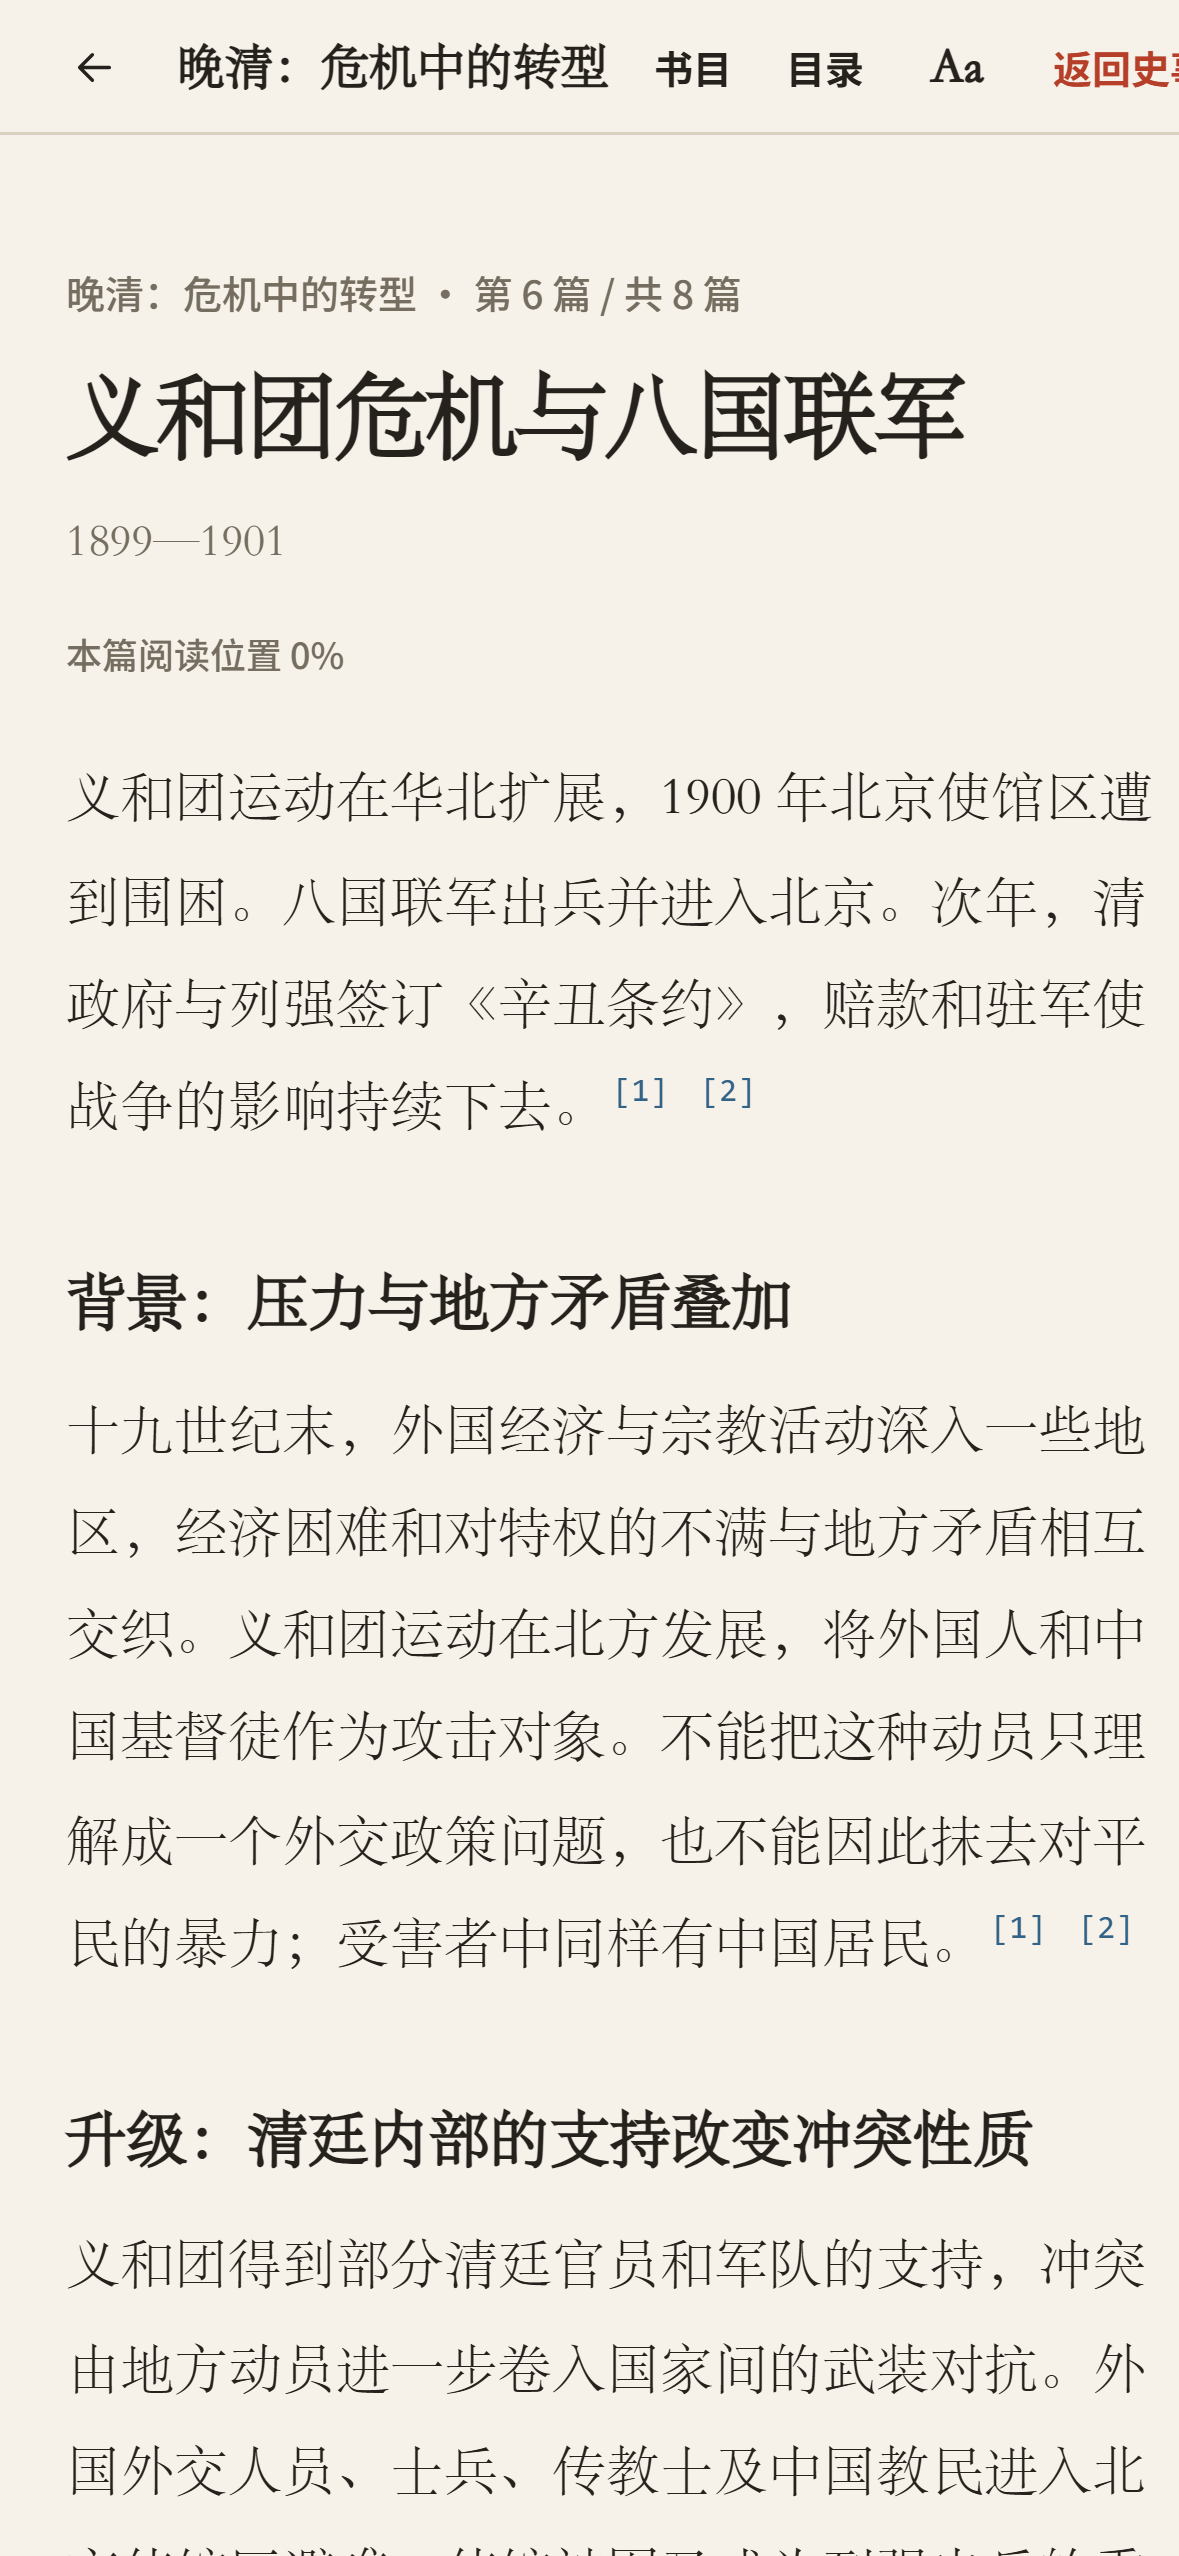 晚清：危机中的转型 书目 目录 Aa 返回史
晚清：危机中的转型 · 第 6 篇 / 共 8 篇
义和团危机与八国联军
1899—1901
本篇阅读位置 0%
义和团运动在华北扩展，1900 年北京使馆区遭
到围困。八国联军出兵并进入北京。次年，清
政府与列强签订《辛丑条约》，赔款和驻军使
战争的影响持续下去。[1] [2]
背景：压力与地方矛盾叠加
十九世纪末，外国经济与宗教活动深入一些地
区，经济困难和对特权的不满与地方矛盾相互
交织。义和团运动在北方发展，将外国人和中
国基督徒作为攻击对象。不能把这种动员只理
解成一个外交政策问题，也不能因此抹去对平
民的暴力；受害者中同样有中国居民。[1] [2]
升级：清廷内部的支持改变冲突性质
义和团得到部分清廷官员和军队的支持，冲突
由地方动员进一步卷入国家间的武装对抗。外
国外交人员、士兵、传教士及中国教民进入北